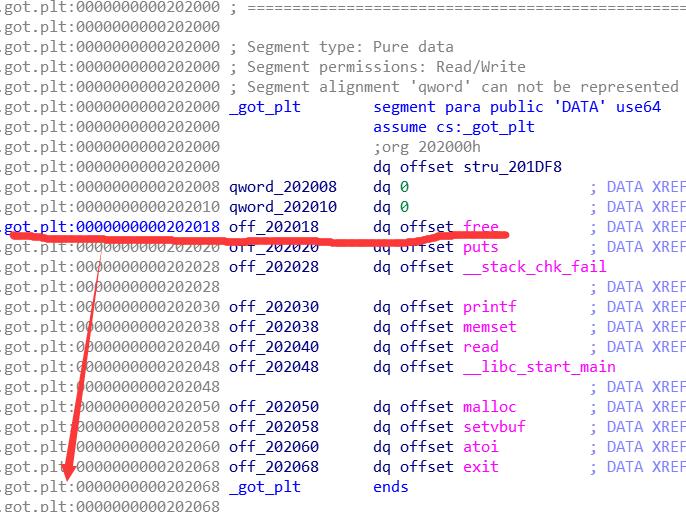 .got.plt:0000000000202000 ; ================================================
.got.plt:0000000000202000
.got.plt:0000000000202000 ; Segment type: Pure data
.got.plt:0000000000202000 ; Segment permissions: Read/Write
.got.plt:0000000000202000 ; Segment alignment 'qword' can not be represented
.got.plt:0000000000202000 _got_plt segment para public 'DATA' use64
.got.plt:0000000000202000 assume cs:_got_plt
.got.plt:0000000000202000 ;org 202000h
.got.plt:0000000000202000 dq offset stru_201DF8
.got.plt:0000000000202008 qword_202008 dq 0 ; DATA XREF
.got.plt:0000000000202010 qword_202010 dq 0 ; DATA XREF
.got.plt:0000000000202018 off_202018 dq offset free ; DATA XREF
.got.plt:0000000000202020 off_202020 dq offset puts ; DATA XREF
.got.plt:0000000000202028 off_202028 dq offset __stack_chk_fail
.got.plt:0000000000202028 ; DATA XREF
.got.plt:0000000000202030 off_202030 dq offset printf ; DATA XREF
.got.plt:0000000000202038 off_202038 dq offset memset ; DATA XREF
.got.plt:0000000000202040 off_202040 dq offset read ; DATA XREF
.got.plt:0000000000202048 off_202048 dq offset __libc_start_main
.got.plt:0000000000202048 ; DATA XREF
.got.plt:0000000000202050 off_202050 dq offset malloc ; DATA XREF
.got.plt:0000000000202058 off_202058 dq offset setvbuf ; DATA XREF
.got.plt:0000000000202060 off_202060 dq offset atoi ; DATA XREF
.got.plt:0000000000202068 off_202068 dq offset exit ; DATA XREF
.got.plt:0000000000202068 _got_plt ends
.got.plt:0000000000202068